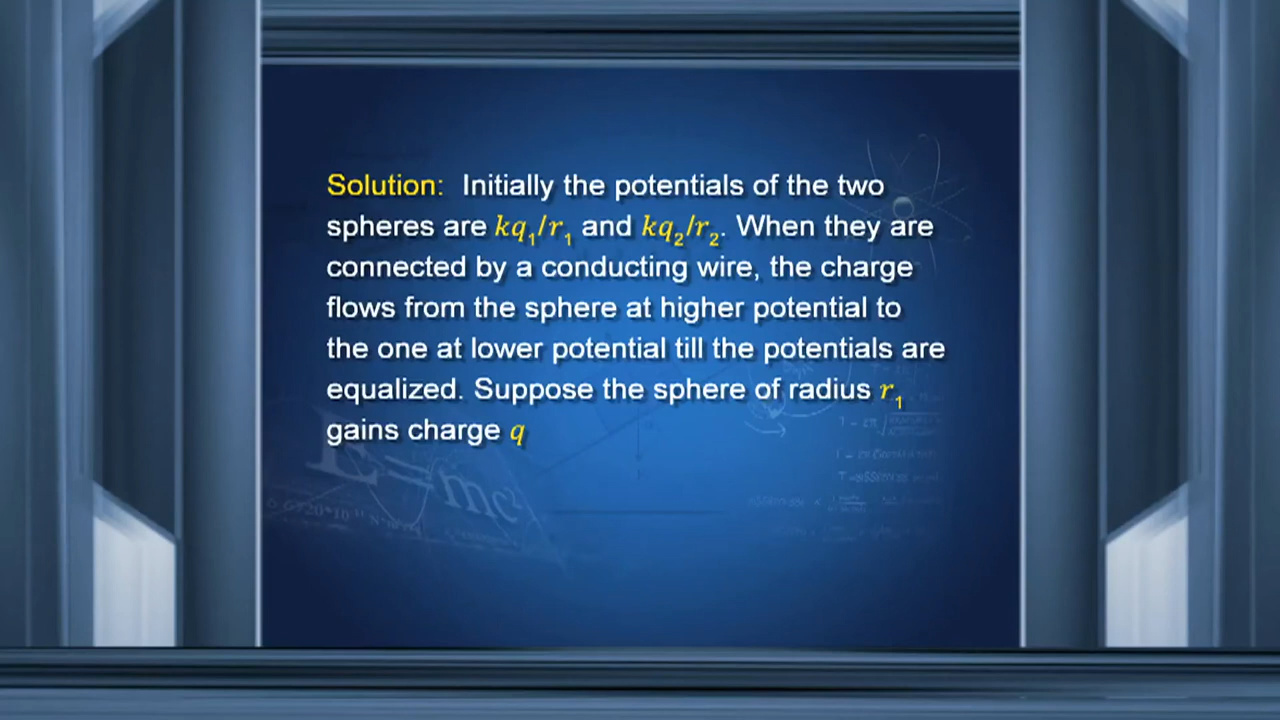 Solution: Initially the potentials of the two
spheres are kq₁/r₁ and kq₂/r₂. When they are
connected by a conducting wire, the charge
flows from the sphere at higher potential to
the one at lower potential till the potentials are
equalized. Suppose the sphere of radius r₁
gains charge q
E=mc²